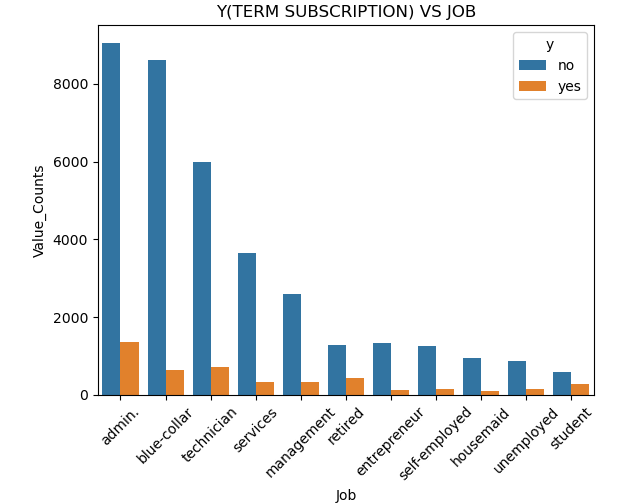 Y(TERM SUBSCRIPTION) VS JOB
y
no
yes
8000
6000
4000
2000
0
Value_Counts
admin.
blue-collar
technician
services
management
retired
entrepreneur
self-employed
housemaid
unemployed
student
Job